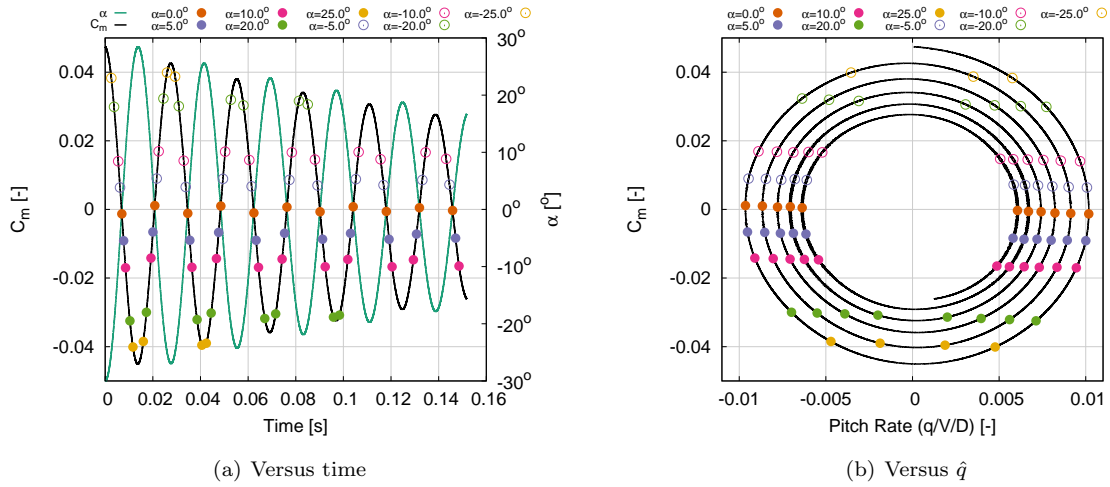 α α=0.0° α=10.0° α=25.0° α=-10.0° α=-25.0°
Cm α=5.0° α=20.0° α=-5.0° α=-20.0°
0.04
0.02
0
-0.02
-0.04
Cm [-]
30°
20°
10°
0°
-10°
-20°
-30°
α [°]
0 0.02 0.04 0.06 0.08 0.1 0.12 0.14 0.16
Time [s]
(a) Versus time
α=0.0° α=10.0° α=25.0° α=-10.0° α=-25.0°
α=5.0° α=20.0° α=-5.0° α=-20.0°
0.04
0.02
0
-0.02
-0.04
Cm [-]
-0.01 -0.005 0 0.005 0.01
Pitch Rate (q/V/D) [-]
(b) Versus q̂